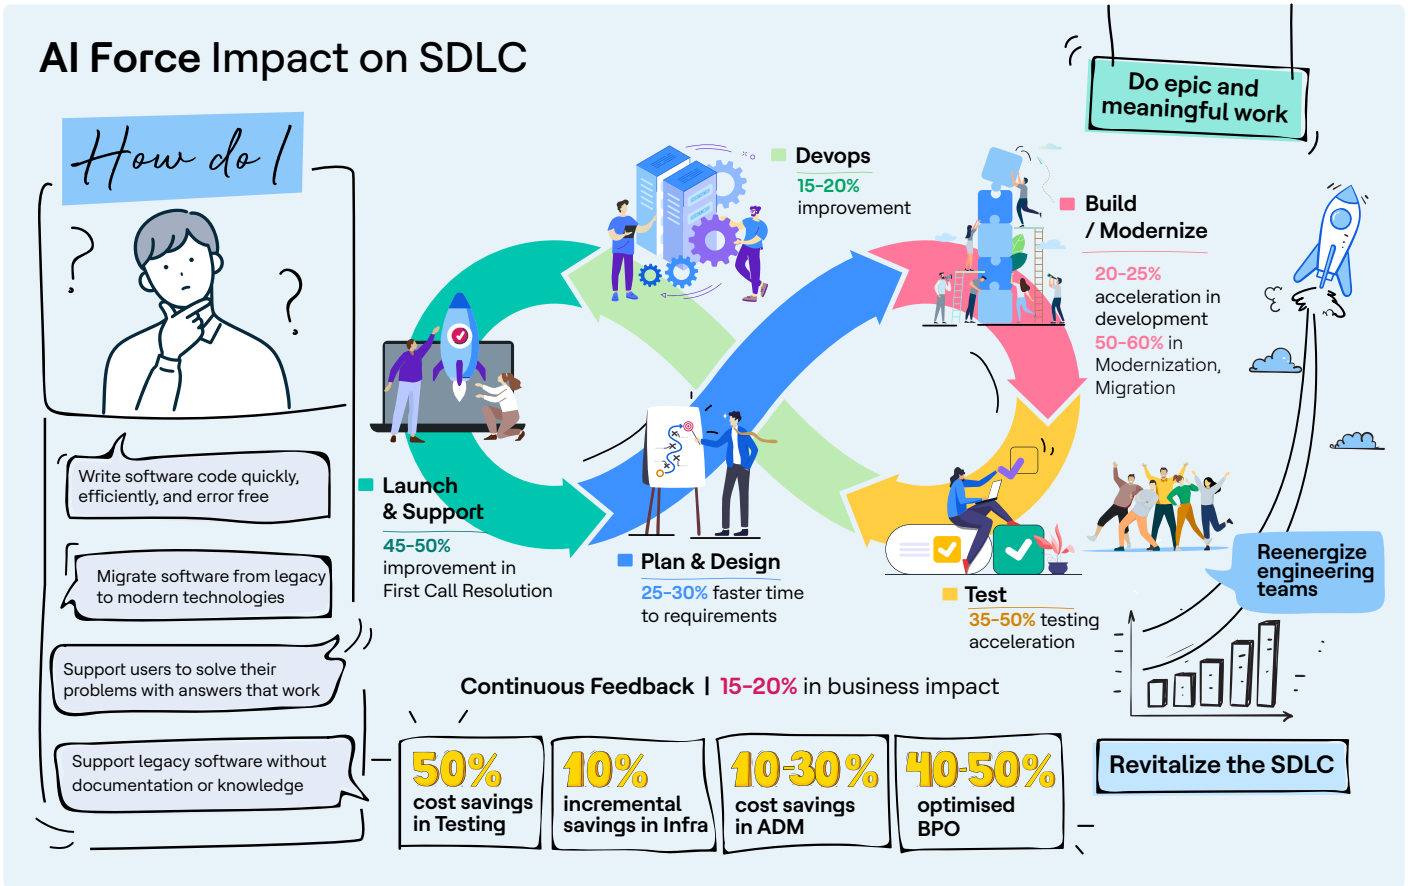 AI Force Impact on SDLC
Do epic and
meaningful work
How do I
Write software code quickly,
efficiently, and error free
Migrate software from legacy
to modern technologies
Support users to solve their
problems with answers that work
Support legacy software without
documentation or knowledge
Devops
15-20%
improvement
Build
/ Modernize
20-25%
acceleration in
development
50-60% in
Modernization,
Migration
Launch
& Support
45-50%
improvement in
First Call Resolution
Plan & Design
25-30% faster time
to requirements
Test
35-50% testing
acceleration
Reenergize
engineering
teams
Continuous Feedback | 15-20% in business impact
50%
cost savings
in Testing
10%
incremental
savings in Infra
10-30%
cost savings
in ADM
40-50%
optimised
BPO
Revitalize the SDLC